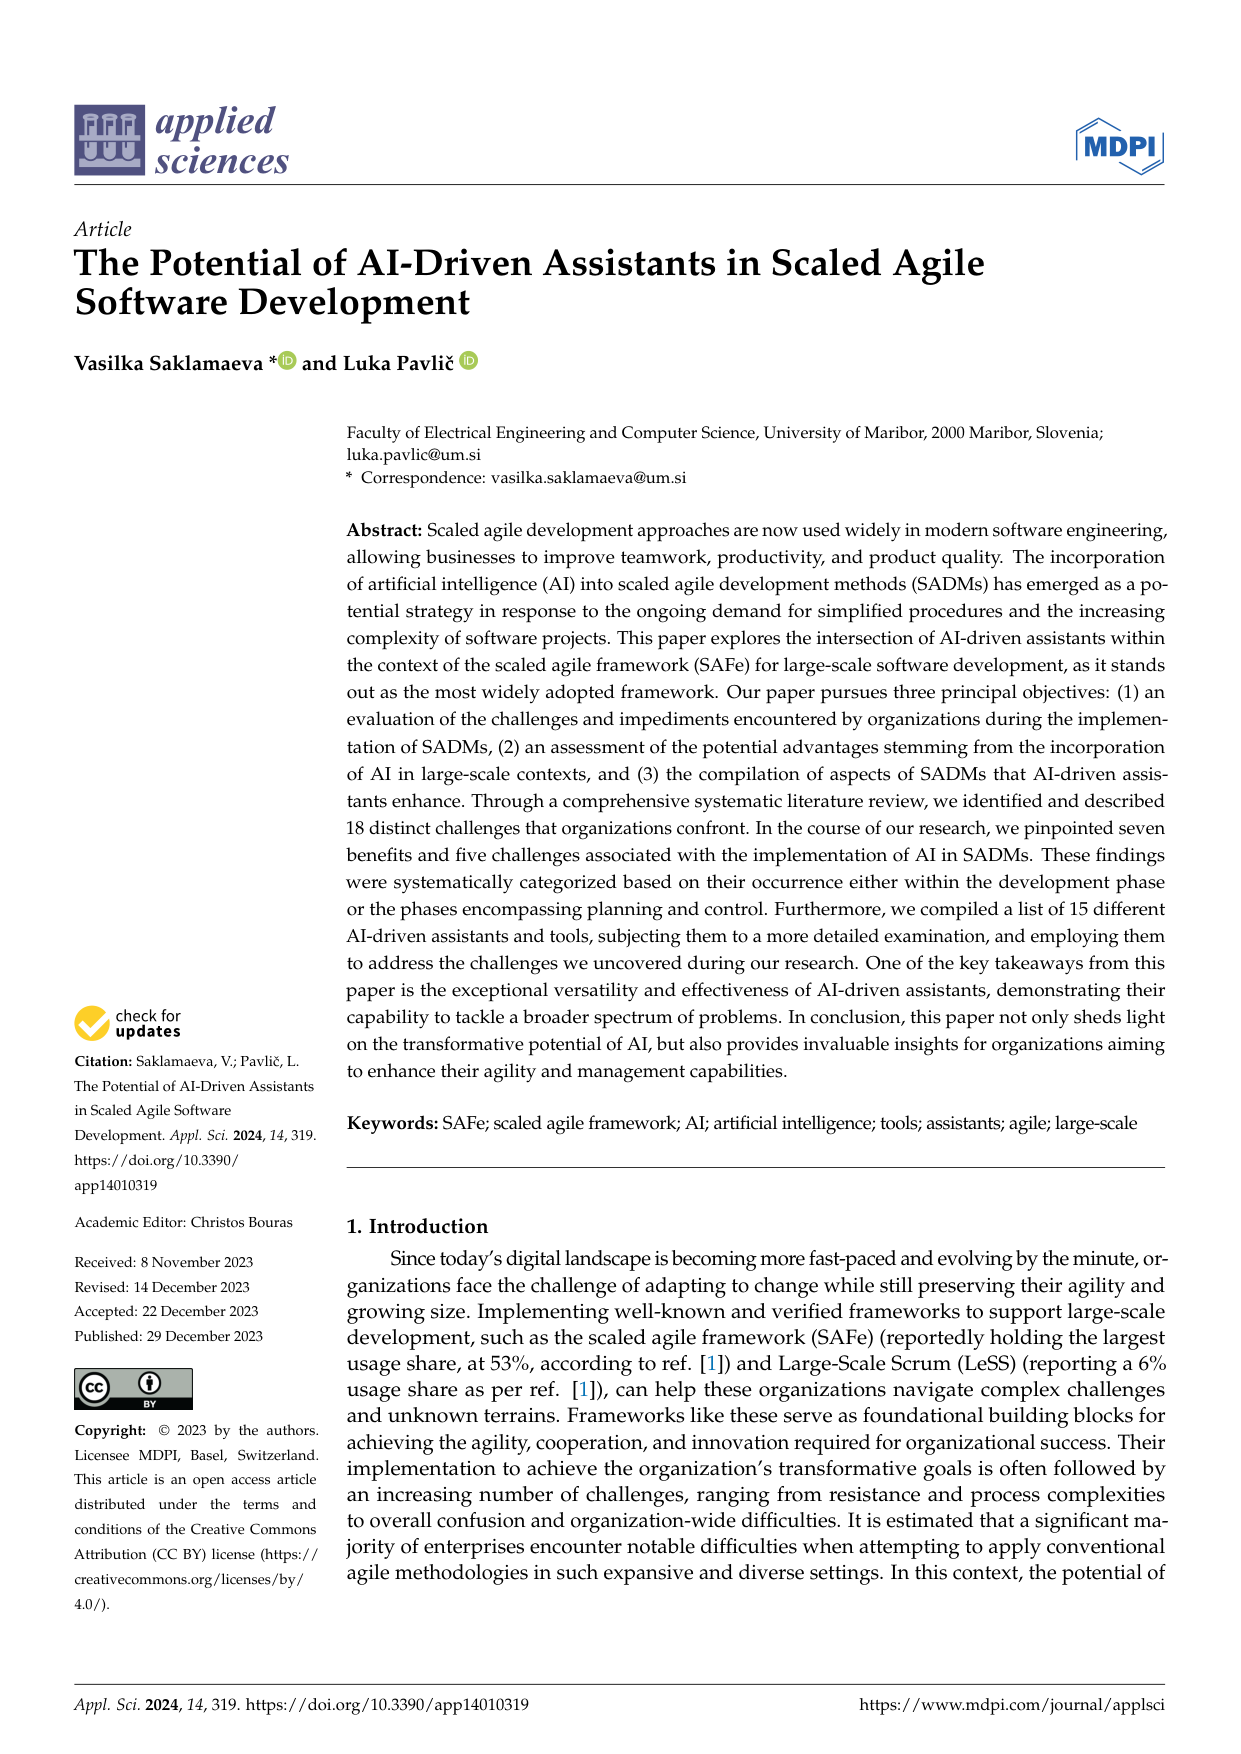 applied
sciences
MDPI
Article
The Potential of AI-Driven Assistants in Scaled Agile
Software Development
Vasilka Saklamaeva * iD and Luka Pavlič iD
Faculty of Electrical Engineering and Computer Science, University of Maribor, 2000 Maribor, Slovenia;
luka.pavlic@um.si
* Correspondence: vasilka.saklamaeva@um.si
Abstract: Scaled agile development approaches are now used widely in modern software engineering,
allowing businesses to improve teamwork, productivity, and product quality. The incorporation
of artificial intelligence (AI) into scaled agile development methods (SADMs) has emerged as a po-
tential strategy in response to the ongoing demand for simplified procedures and the increasing
complexity of software projects. This paper explores the intersection of AI-driven assistants within
the context of the scaled agile framework (SAFe) for large-scale software development, as it stands
out as the most widely adopted framework. Our paper pursues three principal objectives: (1) an
evaluation of the challenges and impediments encountered by organizations during the implemen-
tation of SADMs, (2) an assessment of the potential advantages stemming from the incorporation
of AI in large-scale contexts, and (3) the compilation of aspects of SADMs that AI-driven assis-
tants enhance. Through a comprehensive systematic literature review, we identified and described
18 distinct challenges that organizations confront. In the course of our research, we pinpointed seven
benefits and five challenges associated with the implementation of AI in SADMs. These findings
were systematically categorized based on their occurrence either within the development phase
or the phases encompassing planning and control. Furthermore, we compiled a list of 15 different
AI-driven assistants and tools, subjecting them to a more detailed examination, and employing them
to address the challenges we uncovered during our research. One of the key takeaways from this
paper is the exceptional versatility and effectiveness of AI-driven assistants, demonstrating their
capability to tackle a broader spectrum of problems. In conclusion, this paper not only sheds light
on the transformative potential of AI, but also provides invaluable insights for organizations aiming
to enhance their agility and management capabilities.
Keywords: SAFe; scaled agile framework; AI; artificial intelligence; tools; assistants; agile; large-scale
check for
updates
Citation: Saklamaeva, V.; Pavlič, L.
The Potential of AI-Driven Assistants
in Scaled Agile Software
Development. Appl. Sci. 2024, 14, 319.
https://doi.org/10.3390/
app14010319
Academic Editor: Christos Bouras
Received: 8 November 2023
Revised: 14 December 2023
Accepted: 22 December 2023
Published: 29 December 2023
cc BY
Copyright: © 2023 by the authors.
Licensee MDPI, Basel, Switzerland.
This article is an open access article
distributed under the terms and
conditions of the Creative Commons
Attribution (CC BY) license (https://
creativecommons.org/licenses/by/
4.0/).
1. Introduction
Since today's digital landscape is becoming more fast-paced and evolving by the minute, or-
ganizations face the challenge of adapting to change while still preserving their agility and
growing size. Implementing well-known and verified frameworks to support large-scale
development, such as the scaled agile framework (SAFe) (reportedly holding the largest
usage share, at 53%, according to ref. [1]) and Large-Scale Scrum (LeSS) (reporting a 6%
usage share as per ref. [1]), can help these organizations navigate complex challenges
and unknown terrains. Frameworks like these serve as foundational building blocks for
achieving the agility, cooperation, and innovation required for organizational success. Their
implementation to achieve the organization's transformative goals is often followed by
an increasing number of challenges, ranging from resistance and process complexities
to overall confusion and organization-wide difficulties. It is estimated that a significant ma-
jority of enterprises encounter notable difficulties when attempting to apply conventional
agile methodologies in such expansive and diverse settings. In this context, the potential of
Appl. Sci. 2024, 14, 319. https://doi.org/10.3390/app14010319
https://www.mdpi.com/journal/applsci